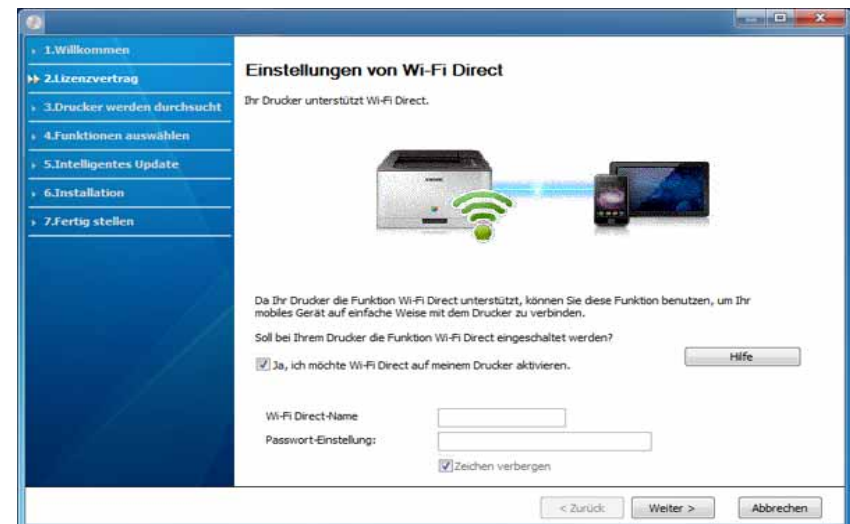 1.Willkommen
2.Lizenzvertrag
3.Drucker werden durchsucht
4.Funktionen auswählen
5.Intelligentes Update
6.Installation
7.Fertig stellen
Einstellungen von Wi-Fi Direct
Ihr Drucker unterstützt Wi-Fi Direct.
SAMSUNG
Da Ihr Drucker die Funktion Wi-Fi Direct unterstützt, können Sie diese Funktion benutzen, um Ihr
mobiles Gerät auf einfache Weise mit dem Drucker zu verbinden.
Soll bei Ihrem Drucker die Funktion Wi-Fi Direct eingeschaltet werden?
Ja, ich möchte Wi-Fi Direct auf meinem Drucker aktivieren.
Hilfe
Wi-Fi Direct-Name
Passwort-Einstellung:
Zeichen verbergen
< Zurück
Weiter >
Abbrechen